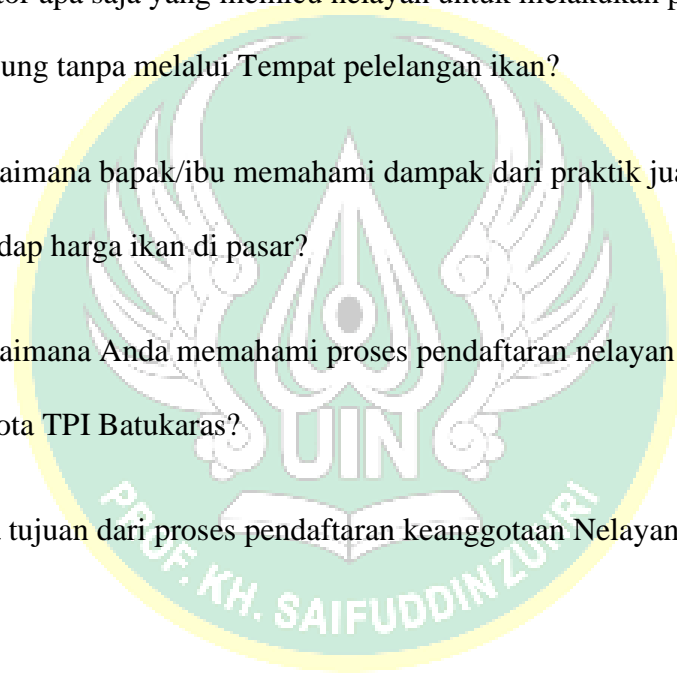 tor apa saja yang memicu nelayan untuk melakukan p
ung tanpa melalui Tempat pelelangan ikan?
aimana bapak/ibu memahami dampak dari praktik jua
dap harga ikan di pasar?
aimana Anda memahami proses pendaftaran nelayan
ota TPI Batukaras?
tujuan dari proses pendaftaran keanggotaan Nelayan
UIN
PROF. KH. SAIFUDDIN ZUHRI